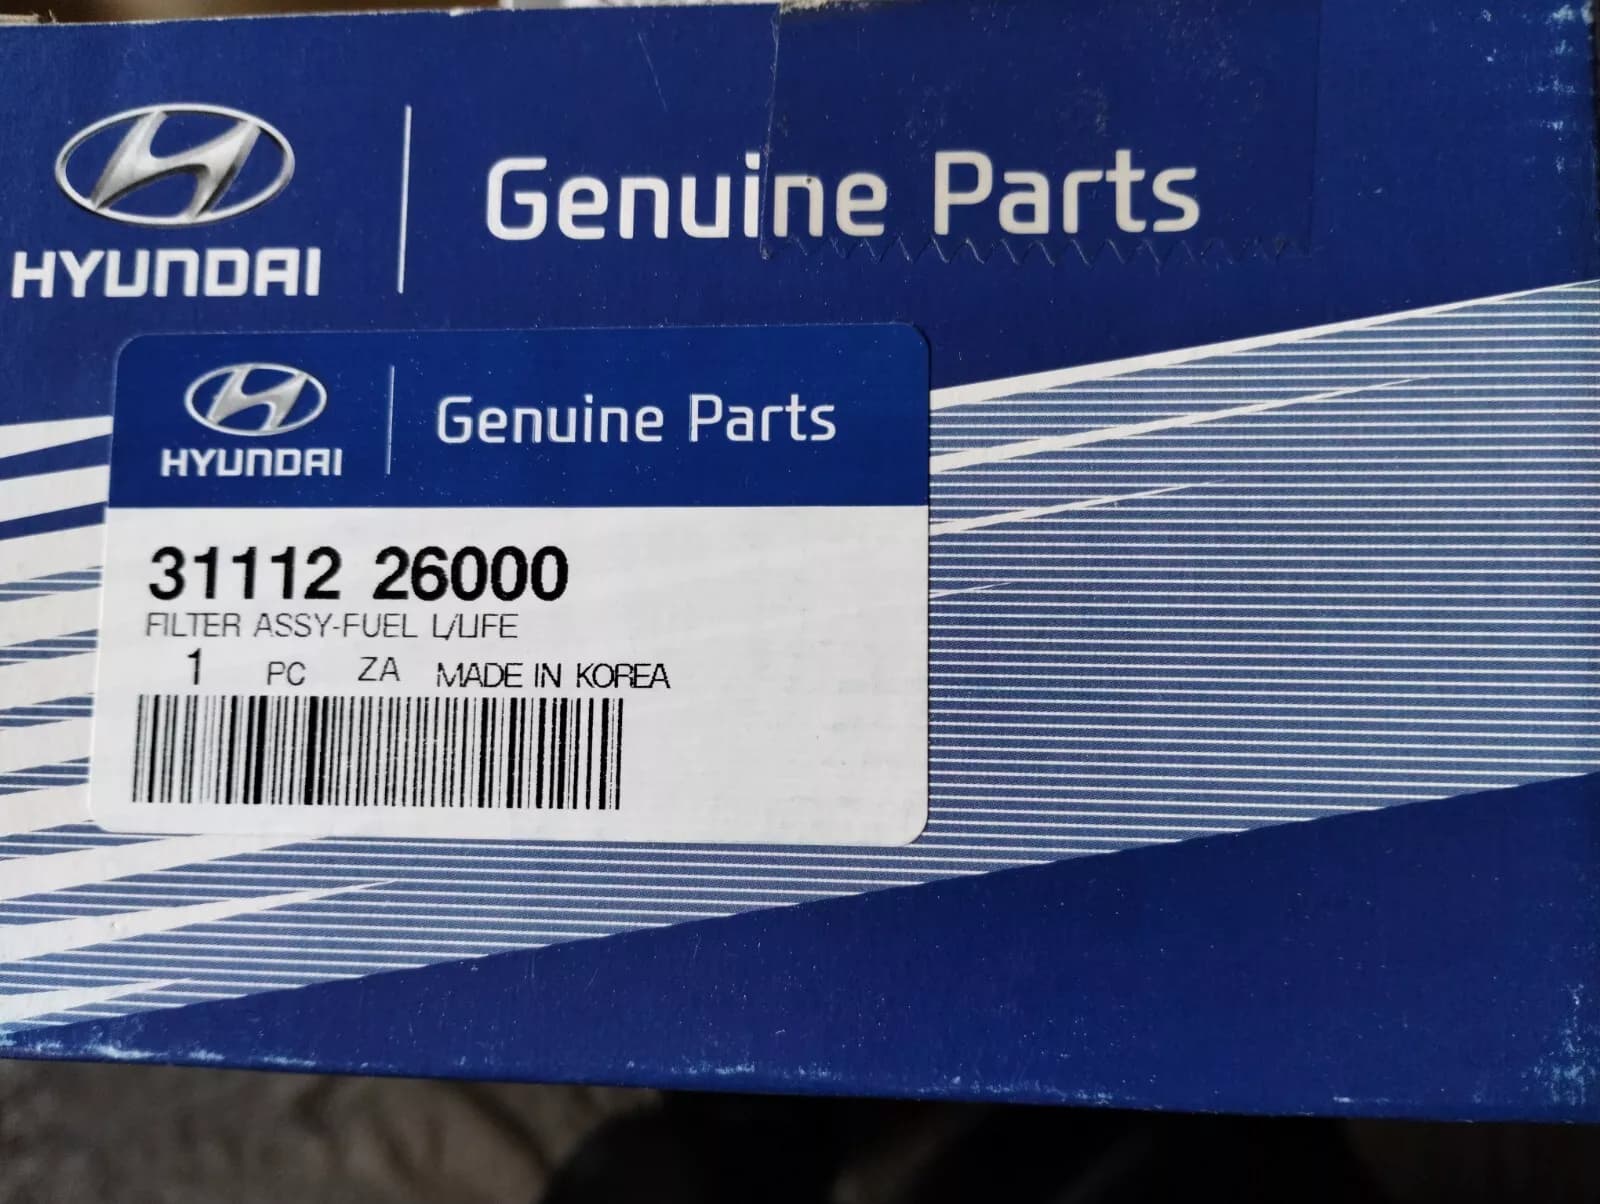 HYUNDAI
Genuine Parts
HYUNDAI
Genuine Parts
31112 26000
FILTER ASSY-FUEL L/LIFE
1 PC ZA MADE IN KOREA